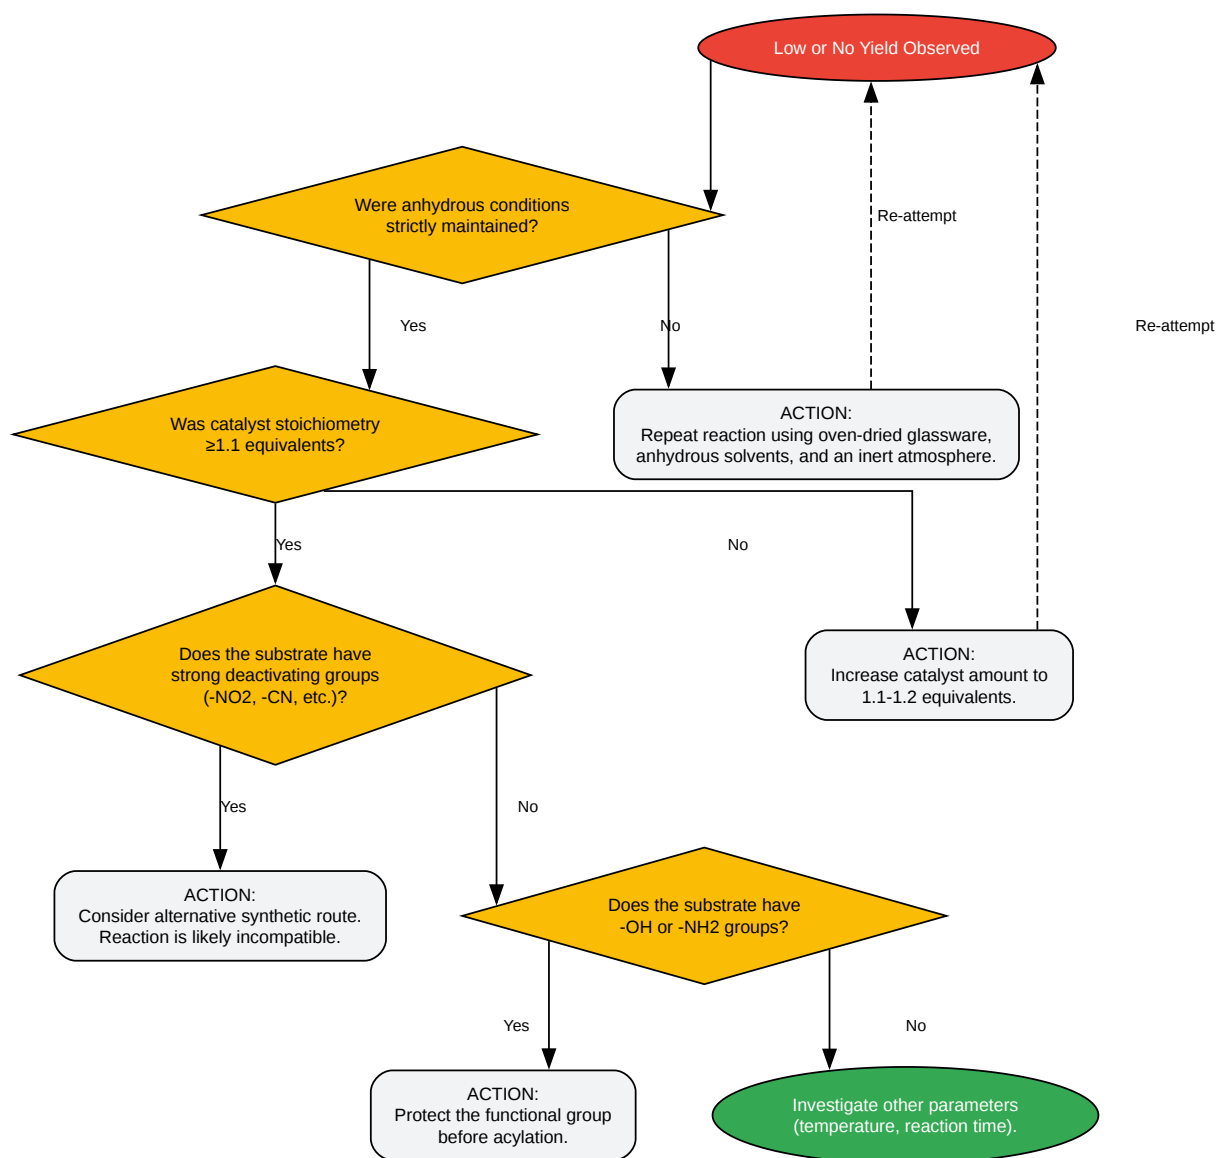 Low or No Yield Observed
Were anhydrous conditions
strictly maintained?
Re-attempt
Yes
No
Re-attempt
Was catalyst stoichiometry
≥1.1 equivalents?
ACTION:
Repeat reaction using oven-dried glassware,
anhydrous solvents, and an inert atmosphere.
Yes
No
Does the substrate have
strong deactivating groups
(-NO2, -CN, etc.)?
ACTION:
Increase catalyst amount to
1.1-1.2 equivalents.
Yes
No
ACTION:
Consider alternative synthetic route.
Reaction is likely incompatible.
Does the substrate have
-OH or -NH2 groups?
Yes
No
ACTION:
Protect the functional group
before acylation.
Investigate other parameters
(temperature, reaction time).